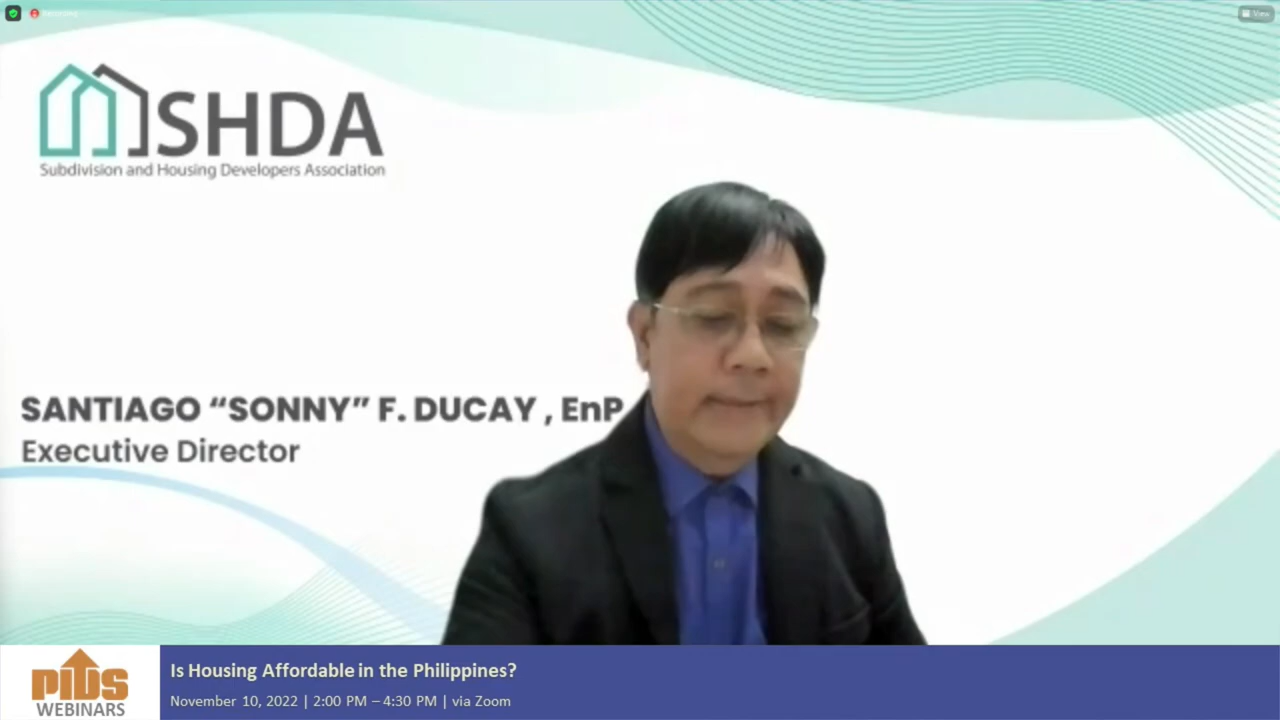 View
SHDA
Subdivision and Housing Developers Association
SANTIAGO “SONNY” F. DUCAY , EnP
Executive Director
pids
WEBINARS
Is Housing Affordable in the Philippines?
November 10, 2022 | 2:00 PM – 4:30 PM | via Zoom